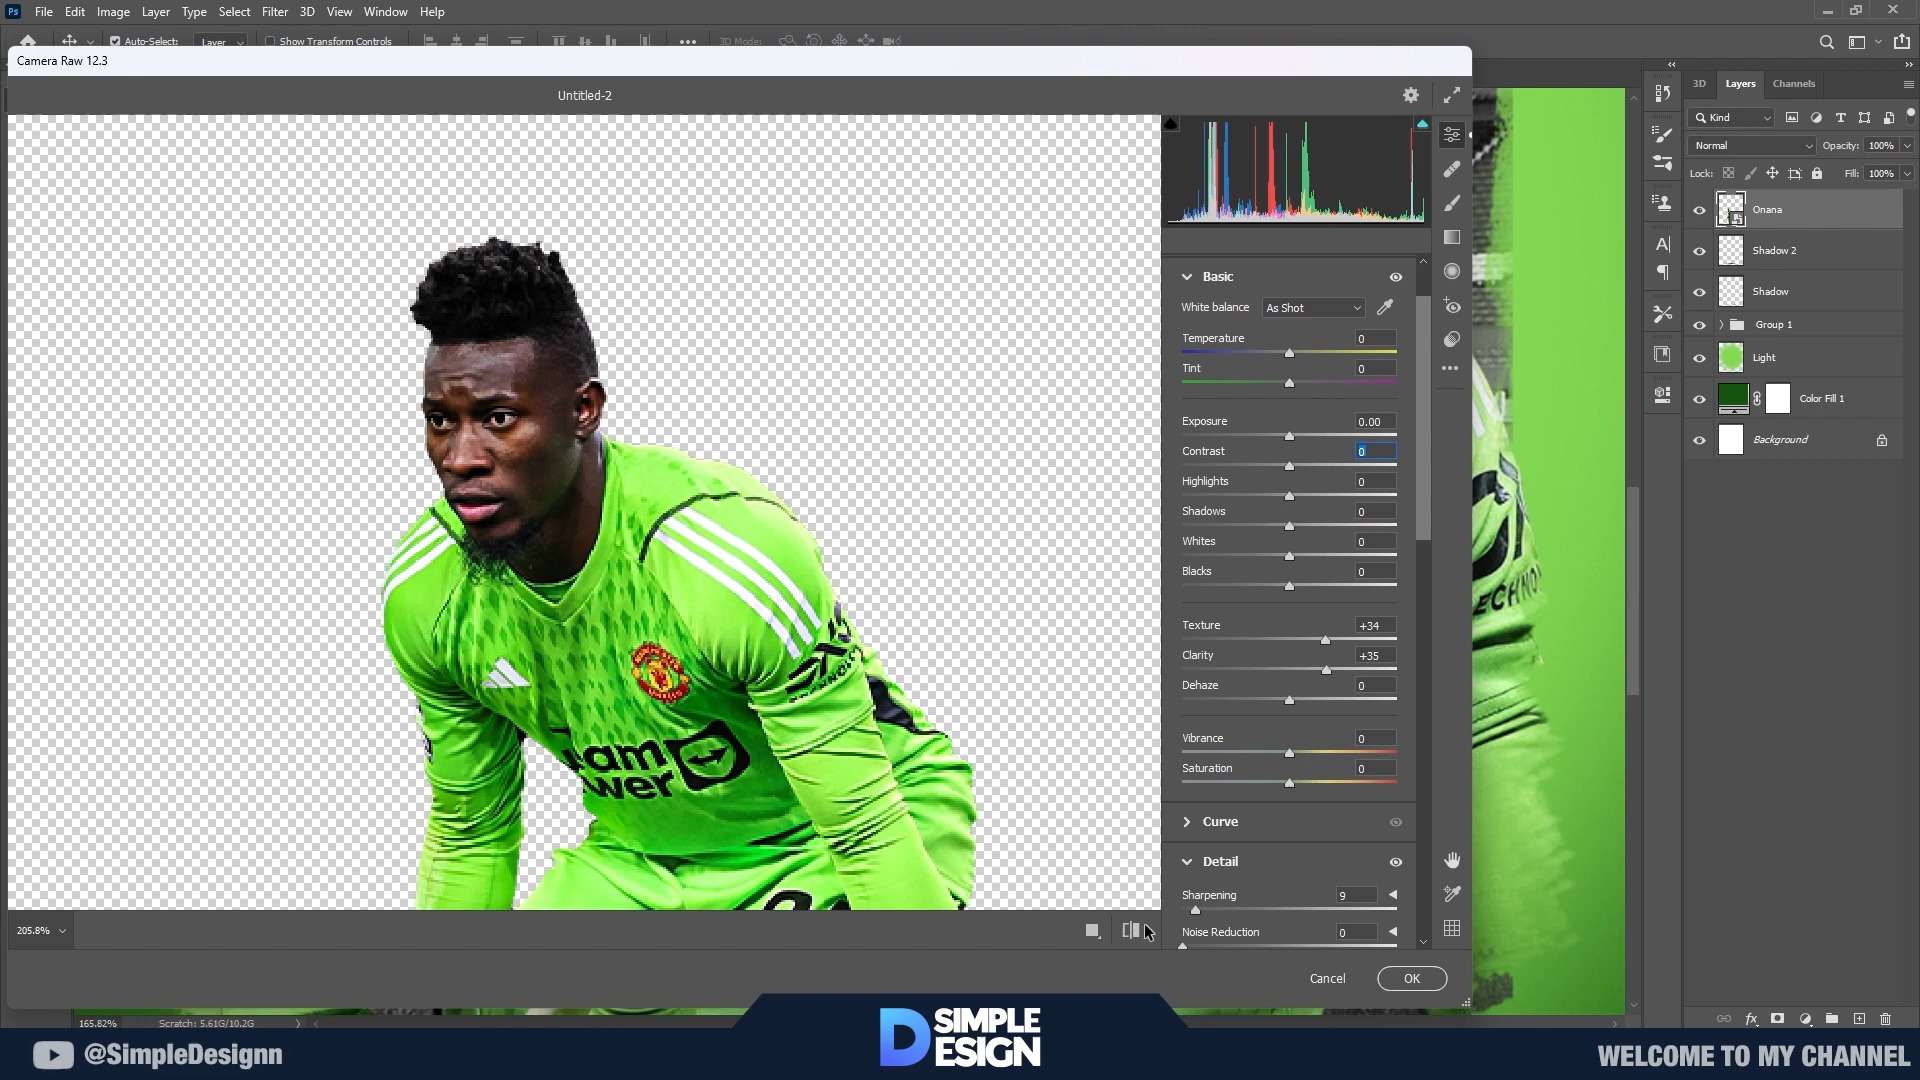 Ps File Edit Image Layer Type Select Filter 3D View Window Help
Auto-Select: Layer Show Transform Controls 3D Mode:
Camera Raw 12.3
Untitled-2
Basic
White balance As Shot
Temperature 0
Tint 0
Exposure 0.00
Contrast 0
Highlights 0
Shadows 0
Whites 0
Blacks 0
Texture +34
Clarity +35
Dehaze 0
Vibrance 0
Saturation 0
Curve
Detail
Sharpening 9
Noise Reduction 0
205.8%
Cancel OK
3D Layers Channels
Kind
Normal Opacity: 100%
Lock: Fill: 100%
Onana
Shadow 2
Shadow
Group 1
Light
Color Fill 1
Background
165.82% Scratch: 5.61G/10.2G
@SimpleDesignn
D SIMPLE
ESIGN
WELCOME TO MY CHANNEL